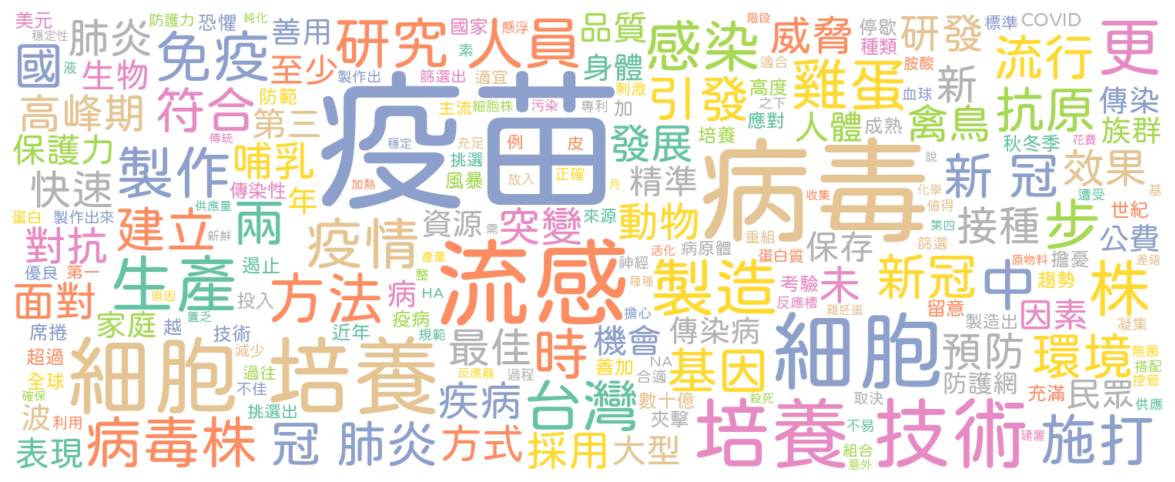 疫苗
病毒
流感
細胞 培養
細胞
培養 技術
生產
製造
免疫
研究 人員
感染
威脅
研發
流行
更
美元
防護力
恐懼
善用
國家
懸浮
品質
階段
停歇
標準
COVID
純化
穩定性
肺炎
國
生物
液
至少
素
製作出
篩選出
適宜
身體
適合
種類
胺酸
雞蛋
新
抗原
傳染
高峰期
符合
防範
第三
主流
細胞株
污染
專利
刺激
加
引發
高度
之下
應對
血球
人體
成熟
禽鳥
族群
保護力
傳統
穩定
充足
例
皮
發展
培養
秋冬季
花費
快速
製作
哺乳
傳染性
年
加熱
挑選
風暴
放入
正確
精準
收集
說
化學
值得
新 冠
效果
遭受
基
蛋白
製作出來
供應量
建立
兩
新鮮
疫情
資源
需
月
突變
來源
動物
重組
活化
病原體
蛋白質
保存
篩選
第四
接種
步
世紀
公費
對抗
遏止
產量
整
神經
種種
原物料
擔憂
差錯
優良
第一
原因
匱乏
投入
方法
病
HA
擔心
考驗
反應槽
未
新冠
中
趨勢
留意
株
面對
家庭
越
疫病
近年
規範
雞胚蛋
因素
凝集
席捲
技術
減少
最佳
時
機會
傳染病
製造出
預防
環境
無菌
搭配
超過
全球
過往
不佳
反應器
過程
善加
NA
合適
基因
防護網
控管
確保
挑選出
疾病
台灣
數十億
殺死
取決
充滿
民眾
供應
波
利用
夾擊
不易
建置
表現
病毒株
冠 肺炎
方式
採用
大型
組合
意外
施打